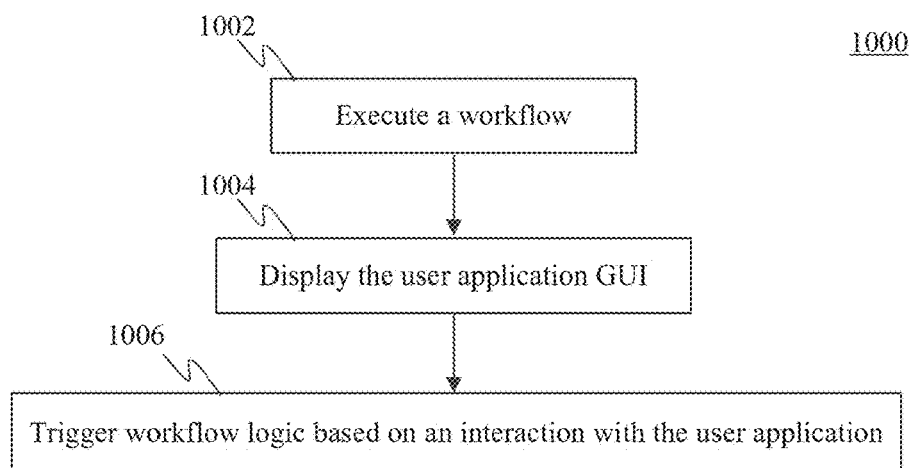 1002
1000
Execute a workflow
1004
Display the user application GUI
1006
Trigger workflow logic based on an interaction with the user application